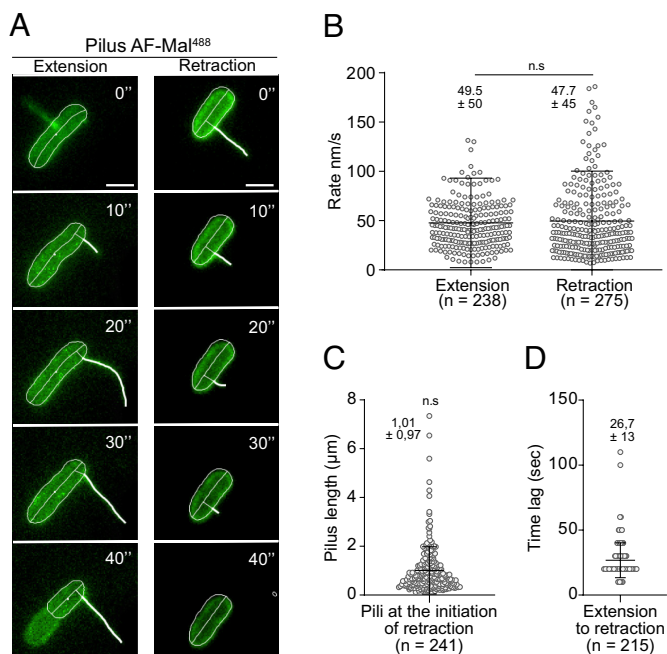 A
Pilus AF-Mal⁴⁸⁸
Extension
Retraction
0’’
0’’
10’’
10’’
20’’
20’’
30’’
30’’
40’’
40’’
B
n.s
49.5
± 50
47.7
± 45
200
150
100
50
0
Rate nm/s
Extension
(n = 238)
Retraction
(n = 275)
C
n.s
1,01
± 0,97
8
6
4
2
0
Pilus length (μm)
Pili at the initiation
of retraction
(n = 241)
D
26,7
± 13
150
100
50
0
Time lag (sec)
Extension
to retraction
(n = 215)